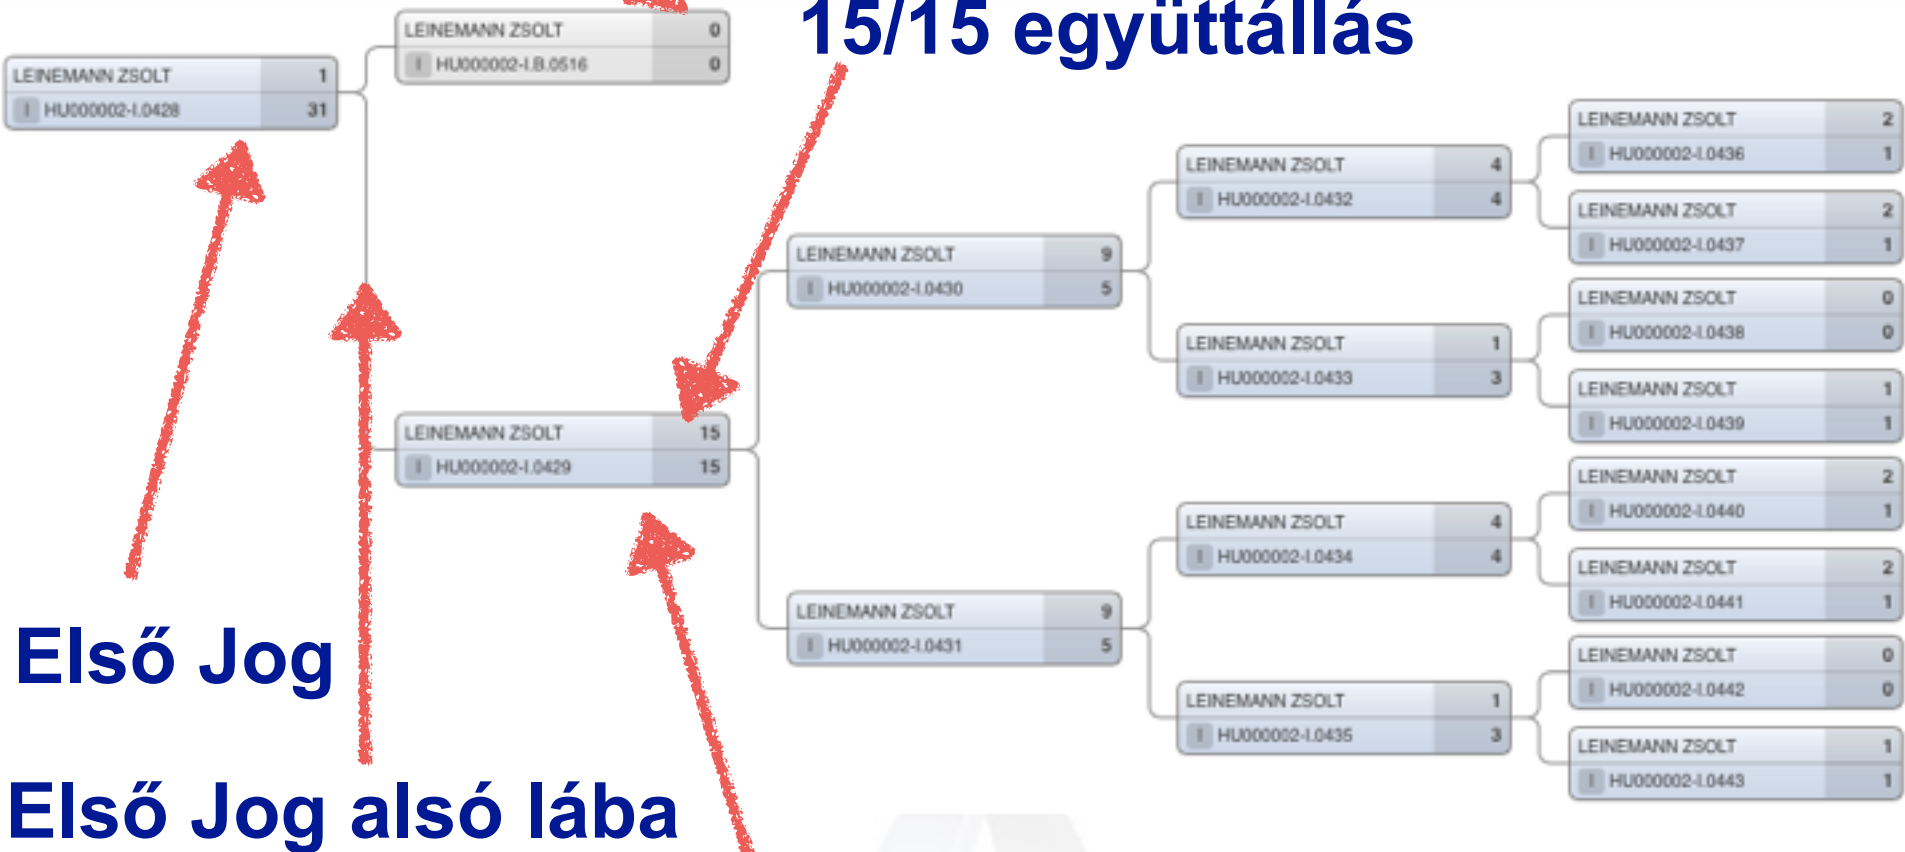 15/15 együttállás
LEINEMANN ZSOLT 0
I HU000002-I.B.0516 0
LEINEMANN ZSOLT 1
I HU000002-I.0428 31
LEINEMANN ZSOLT 2
I HU000002-I.0436 1
LEINEMANN ZSOLT 4
I HU000002-I.0432 4
LEINEMANN ZSOLT 2
I HU000002-I.0437 1
LEINEMANN ZSOLT 9
I HU000002-I.0430 5
LEINEMANN ZSOLT 0
I HU000002-I.0438 0
LEINEMANN ZSOLT 1
I HU000002-I.0433 3
LEINEMANN ZSOLT 1
I HU000002-I.0439 1
LEINEMANN ZSOLT 15
I HU000002-I.0429 15
LEINEMANN ZSOLT 2
I HU000002-I.0440 1
LEINEMANN ZSOLT 4
I HU000002-I.0434 4
LEINEMANN ZSOLT 2
I HU000002-I.0441 1
LEINEMANN ZSOLT 9
I HU000002-I.0431 5
LEINEMANN ZSOLT 0
I HU000002-I.0442 0
LEINEMANN ZSOLT 1
I HU000002-I.0435 3
LEINEMANN ZSOLT 1
I HU000002-I.0443 1
Első Jog
Első Jog alsó lába